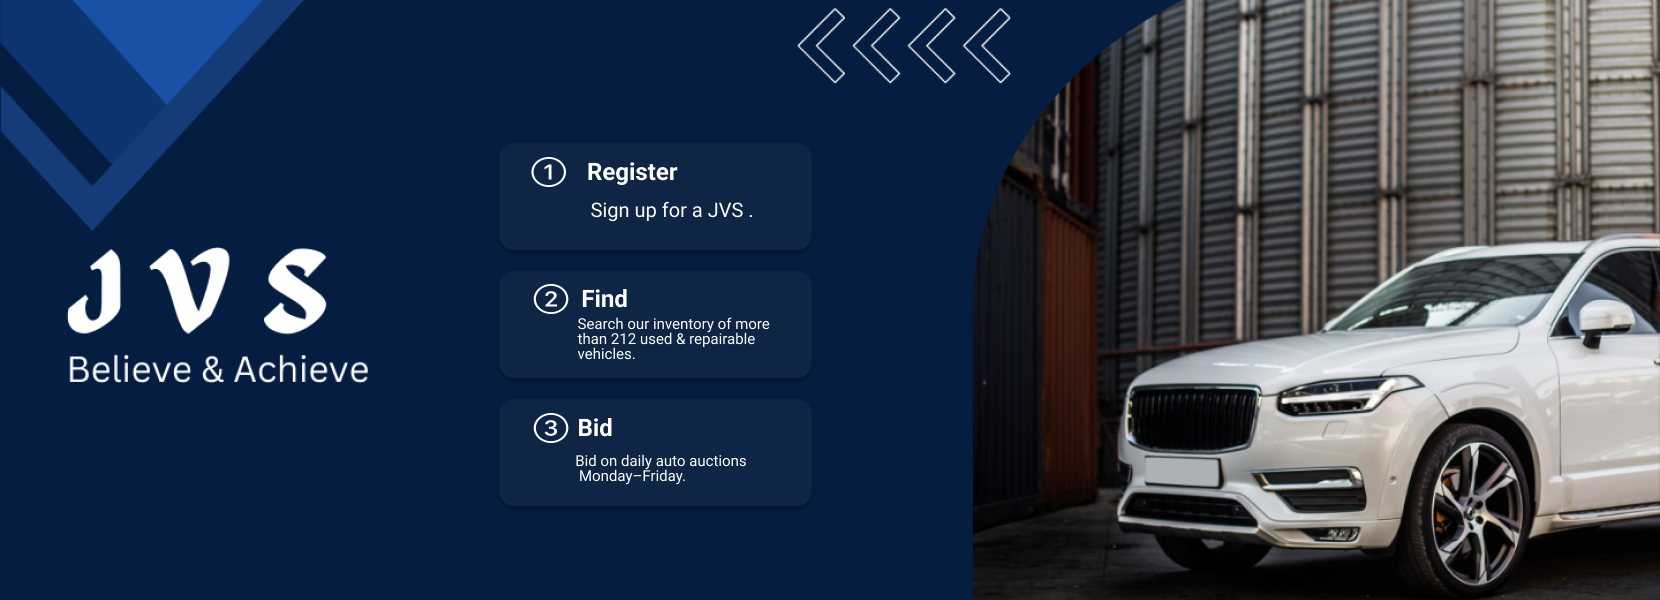 J V S
Believe & Achieve
1 Register
Sign up for a JVS .
2 Find
Search our inventory of more
than 212 used & repairable
vehicles.
3 Bid
Bid on daily auto auctions
Monday–Friday.